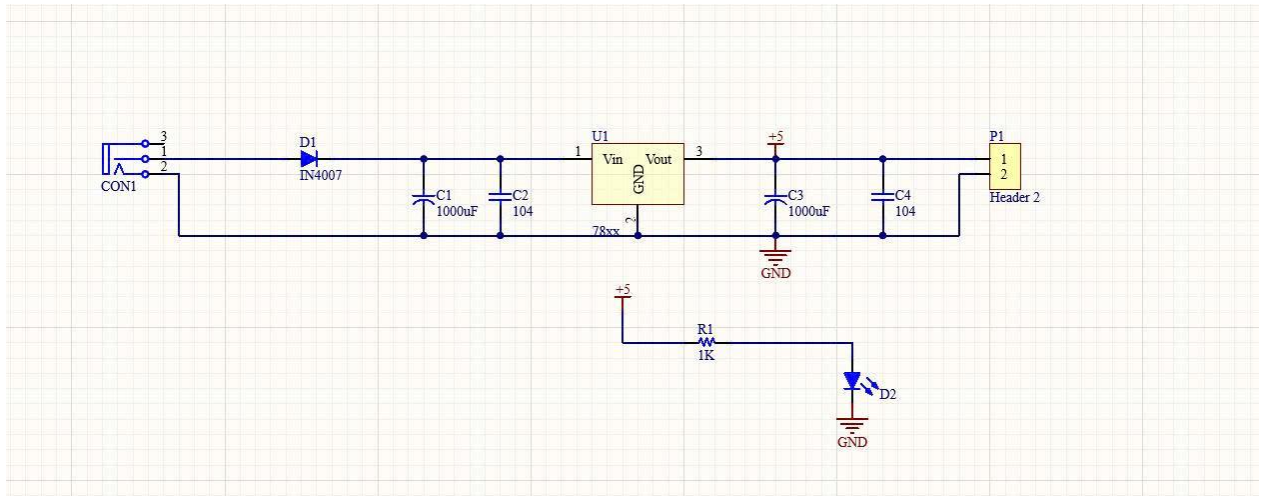 3
1
2
CON1
D1
IN4007
C1
1000uF
C2
104
U1
1
Vin
Vout
3
GND
2
78xx
+5
C3
1000uF
C4
104
GND
P1
1
2
Header 2
+5
R1
1K
D2
GND